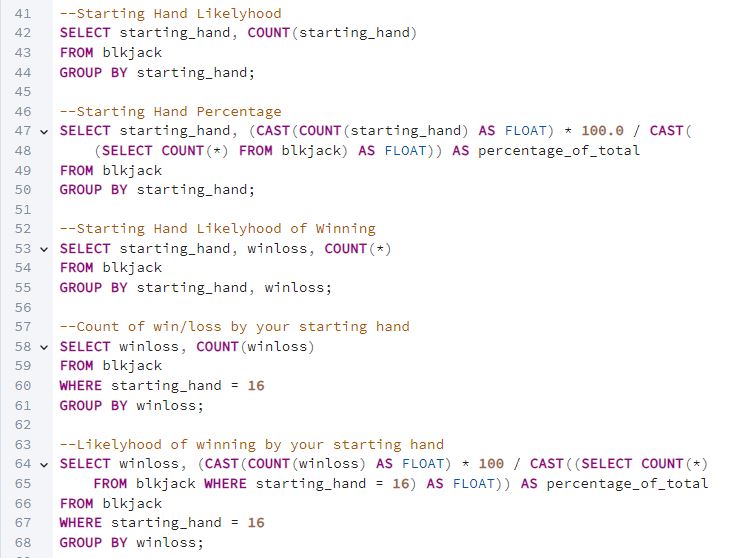 41 --Starting Hand Likelyhood
42 SELECT starting_hand, COUNT(starting_hand)
43 FROM blkjack
44 GROUP BY starting_hand;
45
46 --Starting Hand Percentage
47 SELECT starting_hand, (CAST(COUNT(starting_hand) AS FLOAT) * 100.0 / CAST(
48 (SELECT COUNT(*) FROM blkjack) AS FLOAT)) AS percentage_of_total
49 FROM blkjack
50 GROUP BY starting_hand;
51
52 --Starting Hand Likelyhood of Winning
53 SELECT starting_hand, winloss, COUNT(*)
54 FROM blkjack
55 GROUP BY starting_hand, winloss;
56
57 --Count of win/loss by your starting hand
58 SELECT winloss, COUNT(winloss)
59 FROM blkjack
60 WHERE starting_hand = 16
61 GROUP BY winloss;
62
63 --Likelyhood of winning by your starting hand
64 SELECT winloss, (CAST(COUNT(winloss) AS FLOAT) * 100 / CAST((SELECT COUNT(*)
65 FROM blkjack WHERE starting_hand = 16) AS FLOAT)) AS percentage_of_total
66 FROM blkjack
67 WHERE starting_hand = 16
68 GROUP BY winloss;